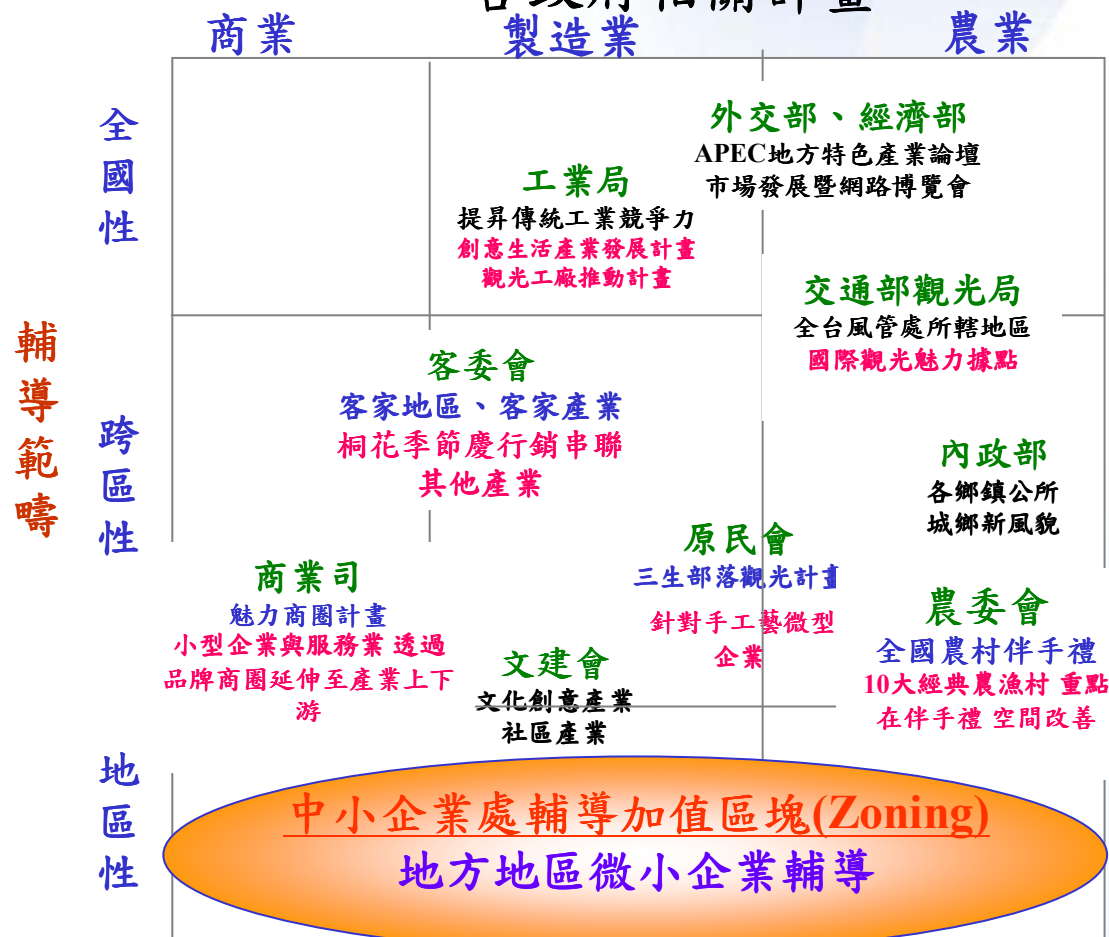 各政府相關計畫
商業
製造業
農業
輔導範疇
全國性
跨區性
地區性
外交部、經濟部
APEC地方特色產業論壇
市場發展暨網路博覽會
工業局
提昇傳統工業競爭力
創意生活產業發展計畫
觀光工廠推動計畫
交通部觀光局
全台風管處所轄地區
國際觀光魅力據點
客委會
客家地區、客家產業
桐花季節慶行銷串聯
其他產業
內政部
各鄉鎮公所
城鄉新風貌
原民會
三生部落觀光計畫
針對手工藝微型
企業
商業司
魅力商圈計畫
小型企業與服務業 透過
品牌商圈延伸至產業上下
游
文建會
文化創意產業
社區產業
農委會
全國農村伴手禮
10大經典農漁村 重點
在伴手禮 空間改善
中小企業處輔導加值區塊(Zoning)
地方地區微小企業輔導